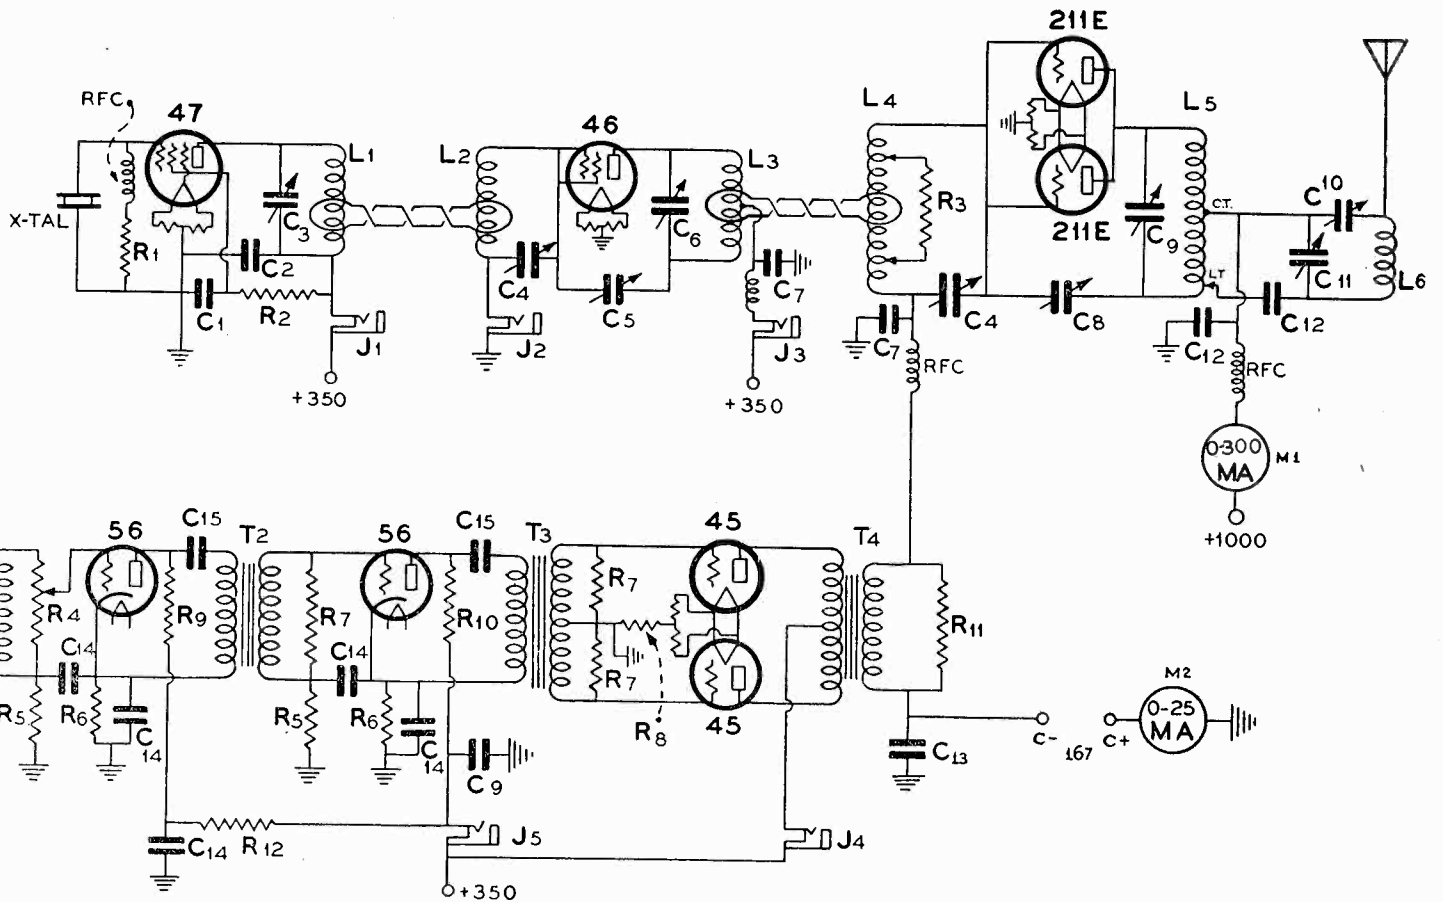 211E
RFC
47
46
L4
L5
L1
L2
L3
C10
X-TAL
R1
C3
C6
R3
211E
C9
C.T.
C2
C4
C7
L.T
C11
L6
C1
R2
C5
C4
C8
C12
J1
J2
J3
C7
C12
RFC
RFC
+350
+350
0-300
MA
M1
+1000
56
C15
T2
56
C15
T3
45
T4
R4
R9
R7
R10
R7
R11
C14
C14
R7
M2
R5
R6
C14
R5
R6
C14
R8
45
0-25
MA
C-
167
C+
C9
C13
C14
R12
J5
J4
+350